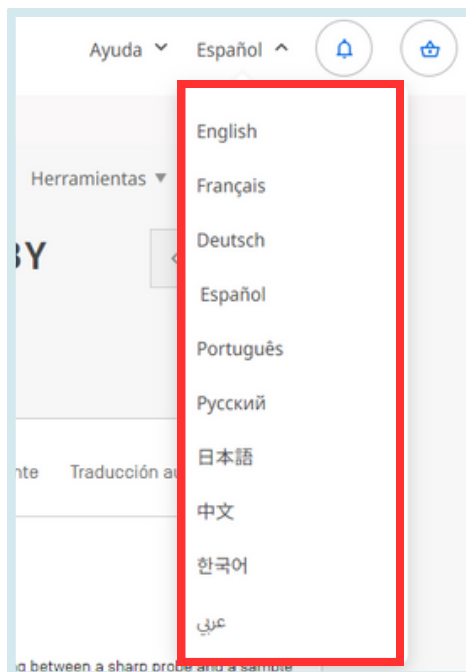 Ayuda Español
English
Herramientas
Français
BY
Deutsch
Español
Português
Русский
日本語
nte Traducción au
中文
한국어
عربي
ng between a sharp probe and a sample